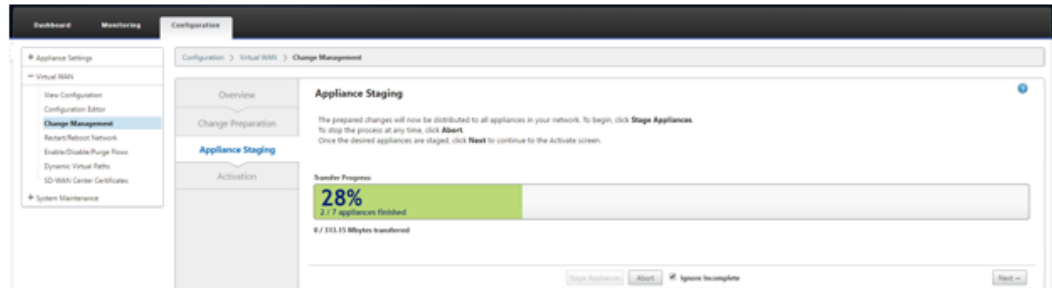 Dashboard Monitoring Configuration
+ Appliance Settings
− Virtual WAN
View Configuration
Configuration Editor
Change Management
Restart/Reboot Network
Enable/Disable/Purge Flows
Dynamic Virtual Paths
SD-WAN Center Certificates
+ System Maintenance
Configuration > Virtual WAN > Change Management
Overview
Change Preparation
Appliance Staging
Activation
Appliance Staging
?
The prepared changes will now be distributed to all appliances in your network. To begin, click Stage Appliances.
To stop the process at any time, click Abort.
Once the desired appliances are staged, click Next to continue to the Activate screen.
Transfer Progress:
28%
2 / 7 appliances finished
0 / 313.15 Mbytes transferred
Stage Appliances Abort Ignore Incomplete Next